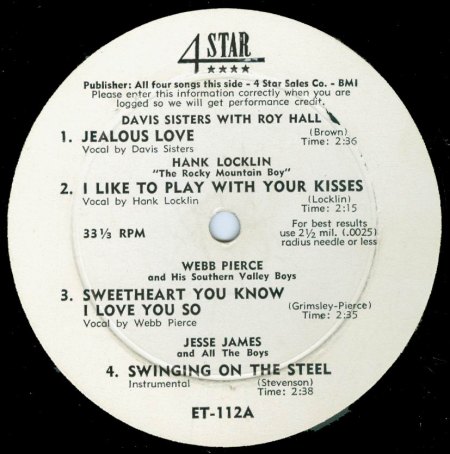 4 STAR
★★★★
Publisher: All four songs this side - 4 Star Sales Co. - BMI
Please enter this information correctly when you are
logged so we will get performance credit.
DAVIS SISTERS WITH ROY HALL
1. JEALOUS LOVE (Brown)
Vocal by Davis Sisters Time: 2:36
HANK LOCKLIN
"The Rocky Mountain Boy"
2. I LIKE TO PLAY WITH YOUR KISSES
Vocal by Hank Locklin (Locklin)
Time: 2:15
33⅓ RPM
For best results
use 2½ mil. (.0025)
radius needle or less
WEBB PIERCE
and His Southern Valley Boys
3. SWEETHEART YOU KNOW
I LOVE YOU SO (Grimsley-Pierce)
Vocal by Webb Pierce Time: 2:35
JESSE JAMES
and All The Boys
4. SWINGING ON THE STEEL
Instrumental (Stevenson)
Time: 2:38
ET-112A